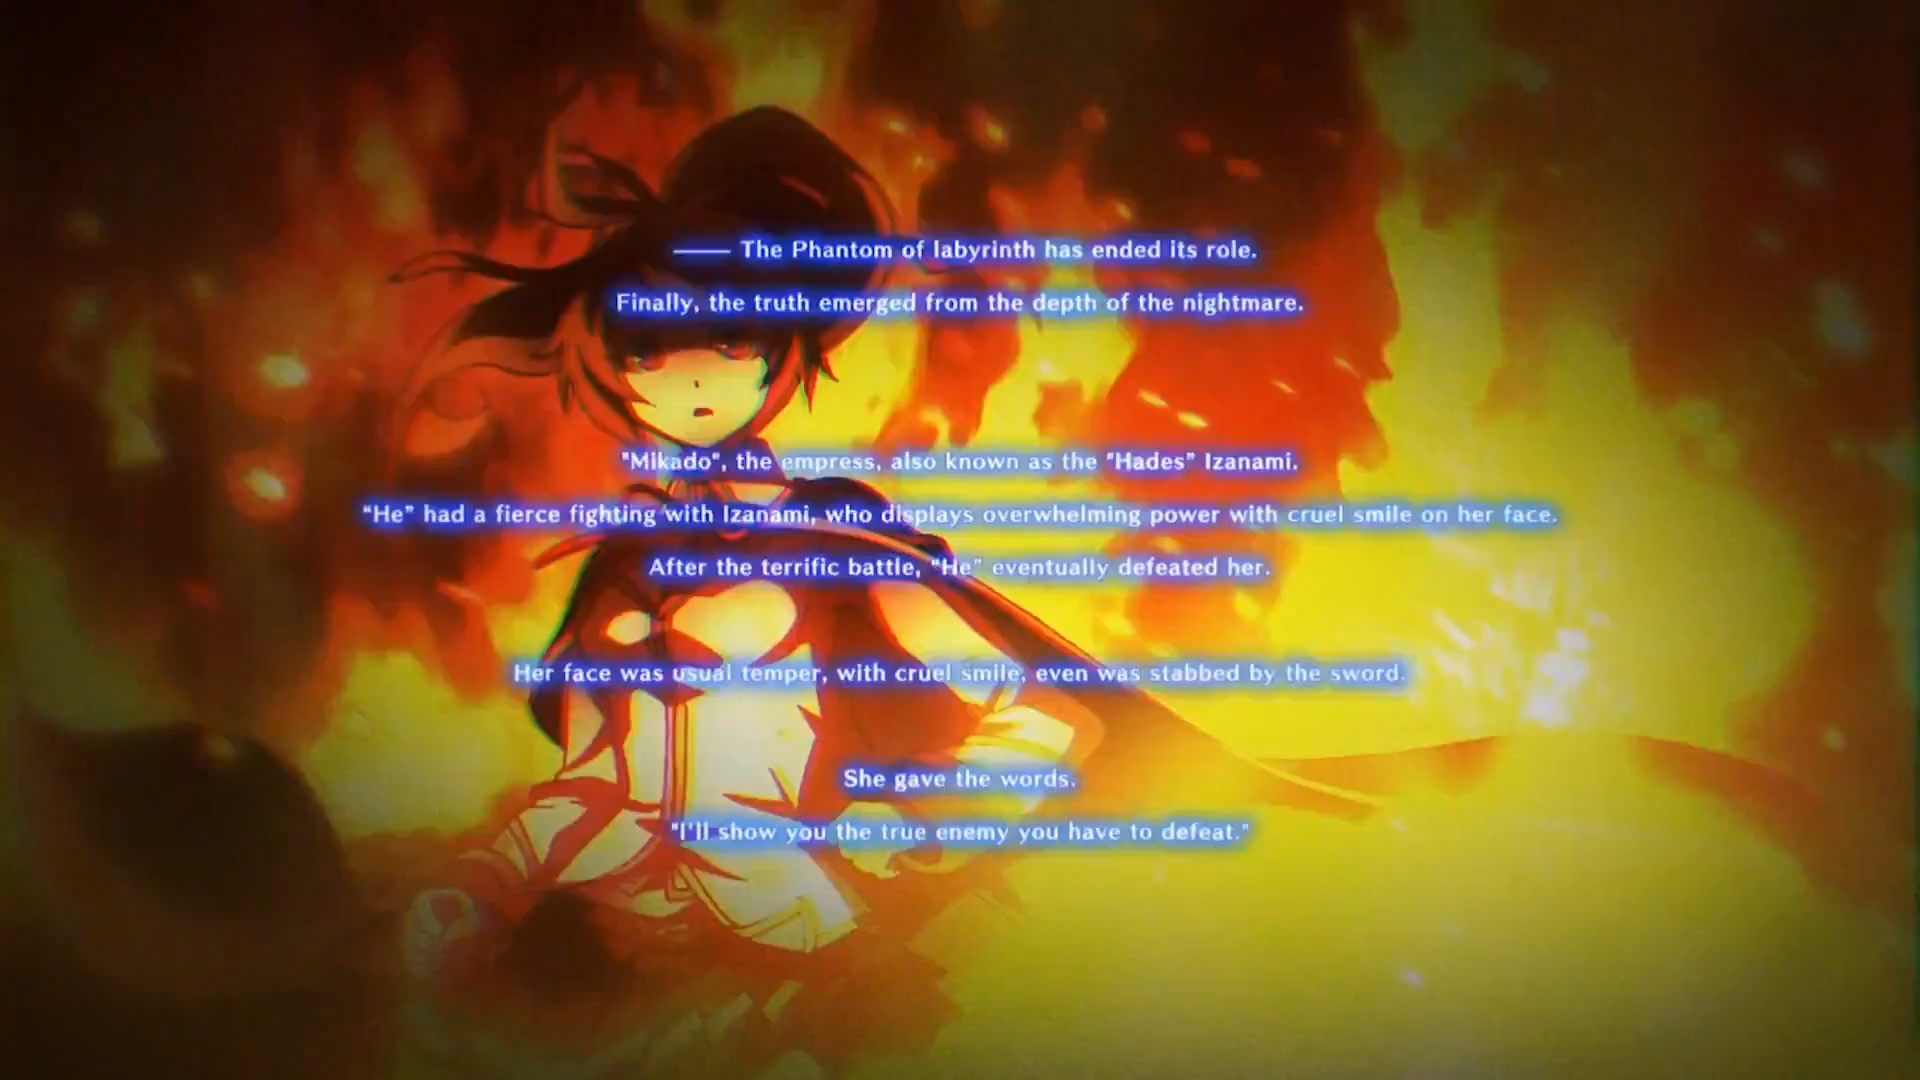 —— The Phantom of labyrinth has ended its role.
Finally, the truth emerged from the depth of the nightmare.
"Mikado", the empress, also known as the "Hades" Izanami.
“He” had a fierce fighting with Izanami, who displays overwhelming power with cruel smile on her face.
After the terrific battle, “He” eventually defeated her.
Her face was usual temper, with cruel smile, even was stabbed by the sword.
She gave the words.
"I'll show you the true enemy you have to defeat."